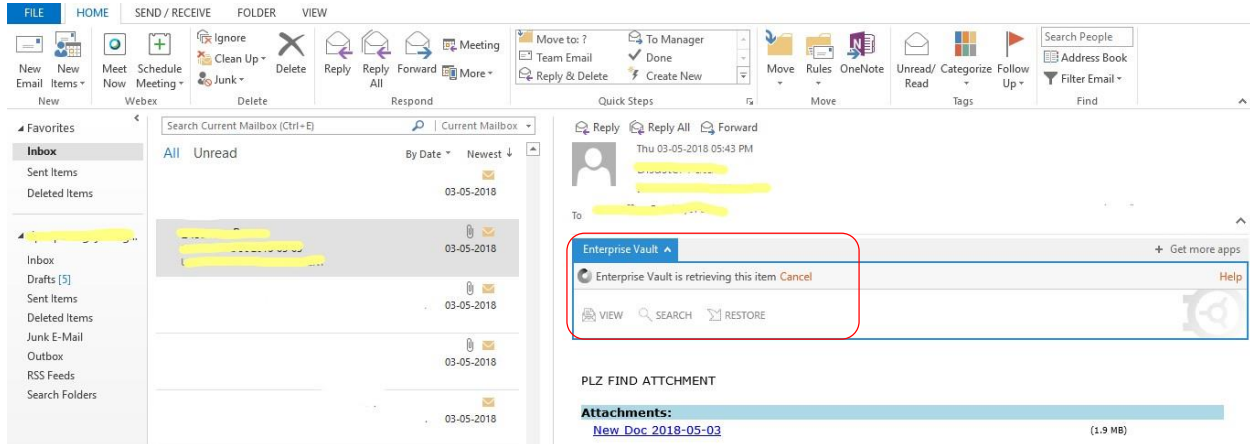 FILE HOME SEND / RECEIVE FOLDER VIEW
New Email
New Items
Meet Now
Schedule Meeting
Ignore
Clean Up
Junk
Delete
Reply
Reply All
Forward
Meeting
More
Move to: ?
Team Email
Reply & Delete
To Manager
Done
Create New
Move
Rules
OneNote
Unread/ Read
Categorize
Follow Up
Search People
Address Book
Filter Email
New Webex Delete Respond Quick Steps Move Tags Find
Favorites
Inbox
Sent Items
Deleted Items
Inbox
Drafts [5]
Sent Items
Deleted Items
Junk E-Mail
Outbox
RSS Feeds
Search Folders
Search Current Mailbox (Ctrl+E) Current Mailbox
All Unread By Date Newest ↓
03-05-2018
03-05-2018
03-05-2018
03-05-2018
03-05-2018
Reply Reply All Forward
Thu 03-05-2018 05:43 PM
To
Enterprise Vault + Get more apps
Enterprise Vault is retrieving this item Cancel Help
VIEW SEARCH RESTORE
PLZ FIND ATTCHMENT
Attachments:
New Doc 2018-05-03 (1.9 MB)